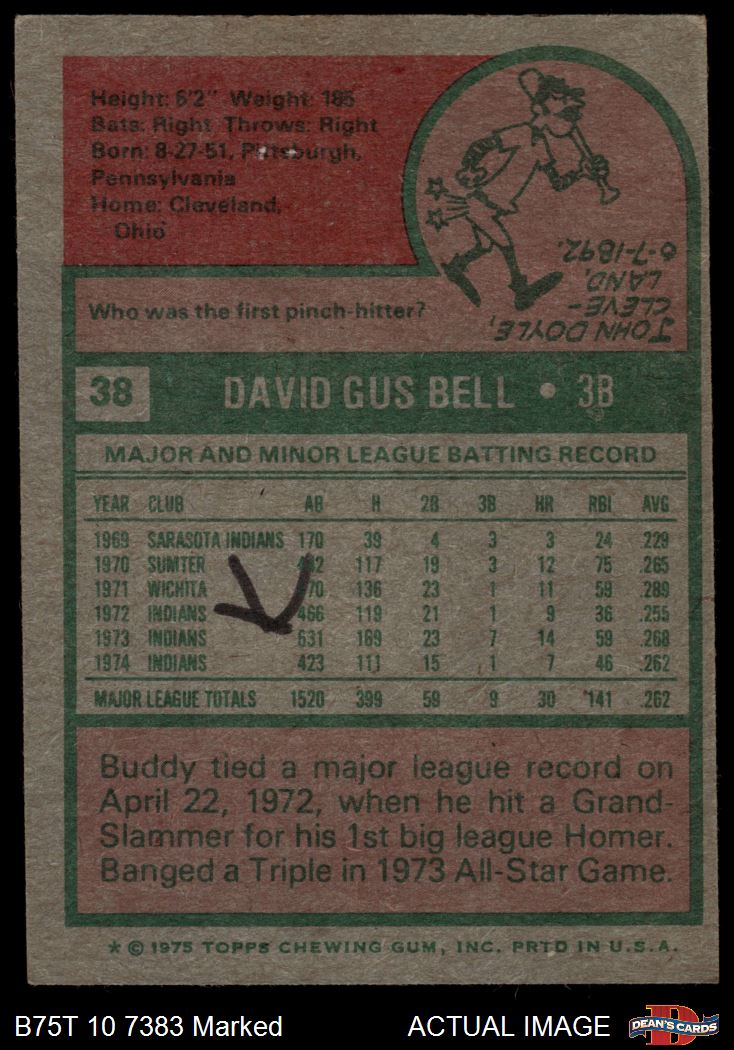 Height: 6'2" Weight: 185
Bats: Right Throws: Right
Born: 8-27-51, Pittsburgh,
Pennsylvania
Home: Cleveland,
Ohio
Who was the first pinch-hitter?
JOHN DOYLE,
CLEVE-
LAND,
6-7-1892.
38 DAVID GUS BELL • 3B
MAJOR AND MINOR LEAGUE BATTING RECORD
YEAR CLUB AB H 2B 3B HR RBI AVG
1969 SARASOTA INDIANS 170 39 4 3 3 24 .229
1970 SUMTER 117 19 3 12 75 .265
1971 WICHITA 136 23 1 11 59 .289
1972 INDIANS 466 119 21 1 9 36 .255
1973 INDIANS 631 169 23 7 14 59 .268
1974 INDIANS 423 111 15 1 7 46 .262
MAJOR LEAGUE TOTALS 1520 399 59 9 30 141 .262
Buddy tied a major league record on
April 22, 1972, when he hit a Grand-
Slammer for his 1st big league Homer.
Banged a Triple in 1973 All-Star Game.
* © 1975 TOPPS CHEWING GUM, INC. PRTD IN U.S.A.
B75T 10 7383 Marked ACTUAL IMAGE
DEAN'S CARDS